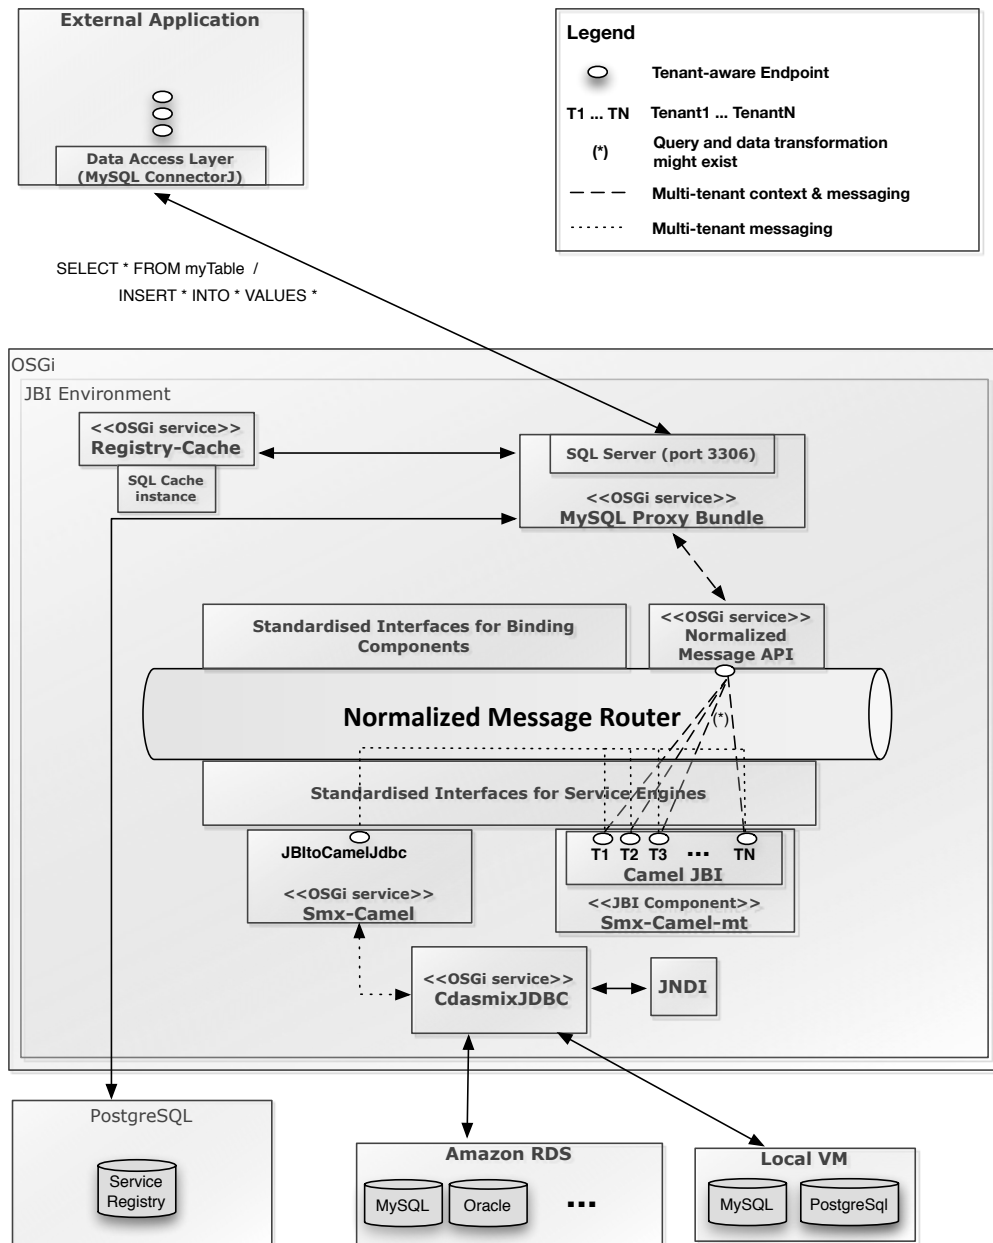 External Application
Data Access Layer
(MySQL ConnectorJ)
Legend
Tenant-aware Endpoint
T1 ... TN Tenant1 ... TenantN
(*) Query and data transformation
might exist
Multi-tenant context & messaging
Multi-tenant messaging
SELECT * FROM myTable /
INSERT * INTO * VALUES *
OSGi
JBI Environment
<<OSGi service>>
Registry-Cache
SQL Cache
instance
SQL Server (port 3306)
<<OSGi service>>
MySQL Proxy Bundle
Standardised Interfaces for Binding
Components
<<OSGi service>>
Normalized
Message API
Normalized Message Router
(*)
Standardised Interfaces for Service Engines
JBItoCamelJdbc
<<OSGi service>>
Smx-Camel
T1 T2 T3 ... TN
Camel JBI
<<JBI Component>>
Smx-Camel-mt
<<OSGi service>>
CdasmixJDBC
JNDI
PostgreSQL
Service
Registry
Amazon RDS
MySQL
Oracle
...
Local VM
MySQL
PostgreSql